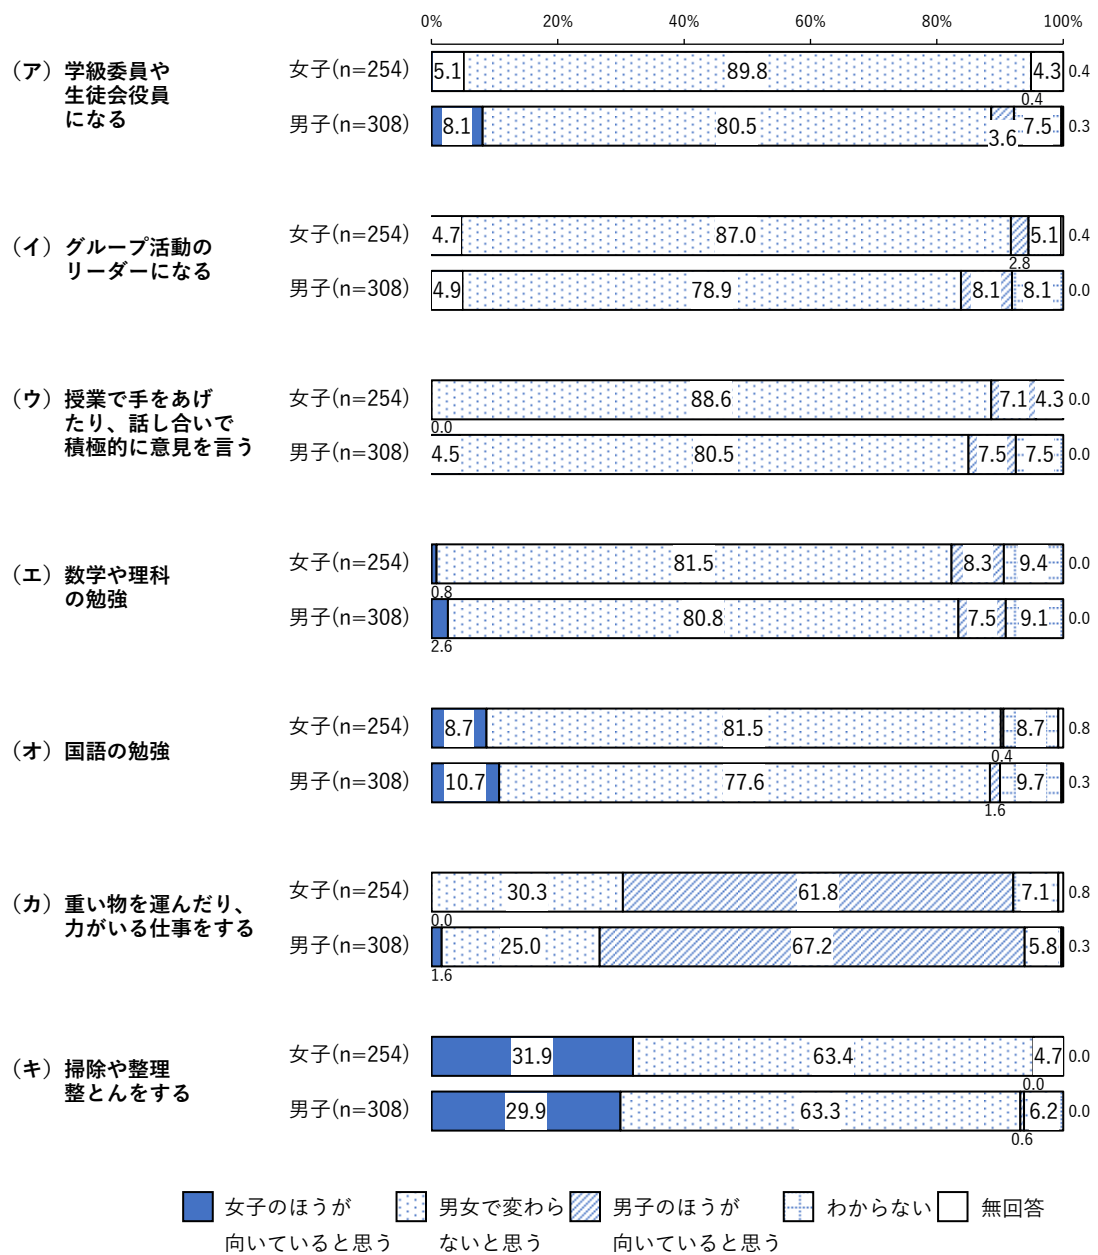 0% 20% 40% 60% 80% 100%
（ア）学級委員や
生徒会役員
になる
女子(n=254) 5.1 89.8 0.4 4.3 0.4
男子(n=308) 8.1 80.5 3.6 7.5 0.3
（イ）グループ活動の
リーダーになる
女子(n=254) 4.7 87.0 2.8 5.1 0.4
男子(n=308) 4.9 78.9 8.1 8.1 0.0
（ウ）授業で手をあげ
たり、話し合いで
積極的に意見を言う
女子(n=254) 0.0 88.6 7.1 4.3 0.0
男子(n=308) 4.5 80.5 7.5 7.5 0.0
（エ）数学や理科
の勉強
女子(n=254) 0.8 81.5 8.3 9.4 0.0
男子(n=308) 2.6 80.8 7.5 9.1 0.0
（オ）国語の勉強
女子(n=254) 8.7 81.5 0.4 8.7 0.8
男子(n=308) 10.7 77.6 1.6 9.7 0.3
（カ）重い物を運んだり、
力がいる仕事をする
女子(n=254) 0.0 30.3 61.8 7.1 0.8
男子(n=308) 1.6 25.0 67.2 5.8 0.3
（キ）掃除や整理
整とんをする
女子(n=254) 31.9 63.4 0.0 4.7 0.0
男子(n=308) 29.9 63.3 0.6 6.2 0.0
女子のほうが
向いていると思う
男女で変わら
ないと思う
男子のほうが
向いていると思う
わからない
無回答